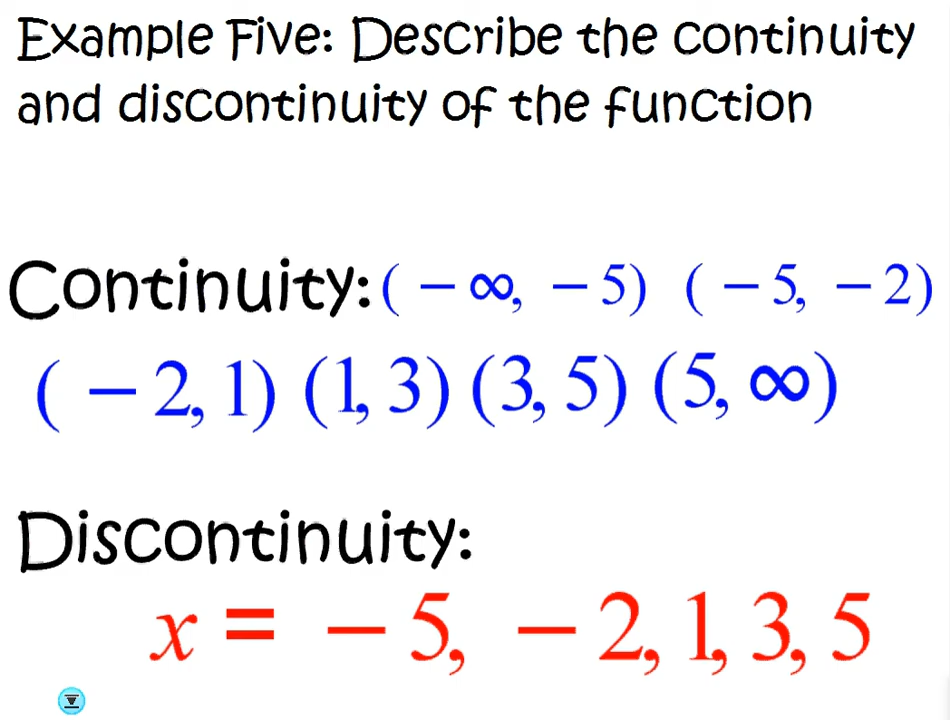 Example Five: Describe the continuity
and discontinuity of the function
Continuity: ( − ∞, − 5) ( − 5, − 2)
( − 2, 1) (1, 3) (3, 5) (5, ∞)
Discontinuity:
x = − 5, − 2, 1, 3, 5